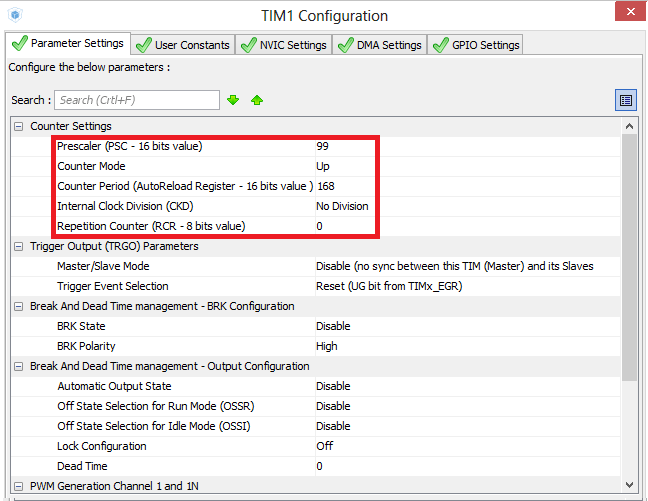 TIM1 Configuration
Parameter Settings User Constants NVIC Settings DMA Settings GPIO Settings
Configure the below parameters :
Search : Search (Crtl+F)
Counter Settings
Prescaler (PSC - 16 bits value) 99
Counter Mode Up
Counter Period (AutoReload Register - 16 bits value ) 168
Internal Clock Division (CKD) No Division
Repetition Counter (RCR - 8 bits value) 0
Trigger Output (TRGO) Parameters
Master/Slave Mode Disable (no sync between this TIM (Master) and its Slaves
Trigger Event Selection Reset (UG bit from TIMx_EGR)
Break And Dead Time management - BRK Configuration
BRK State Disable
BRK Polarity High
Break And Dead Time management - Output Configuration
Automatic Output State Disable
Off State Selection for Run Mode (OSSR) Disable
Off State Selection for Idle Mode (OSSI) Disable
Lock Configuration Off
Dead Time 0
PWM Generation Channel 1 and 1N